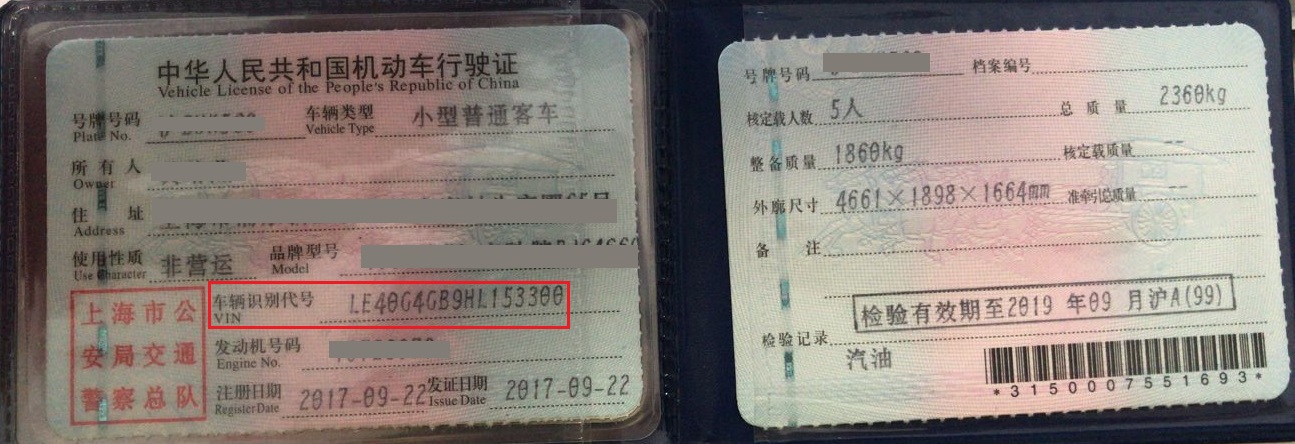 中华人民共和国机动车行驶证
Vehicle License of the People's Republic of China
号牌号码 车辆类型 小型普通客车
Plate No. Vehicle Type
所有人
Owner
住址
Address
使用性质 非营运 品牌型号
Use Character Model
车辆识别代号 LE40G4GB9HL153300
VIN
发动机号码
Engine No.
注册日期 2017-09-22 发证日期 2017-09-22
Register Date Issue Date
上海市公
安局交通
警察总队
号牌号码 档案编号
核定载人数 5人 总质量 2360kg
整备质量 1860kg 核定载质量 --
外廓尺寸 4661×1898×1664mm 准牵引总质量 --
备注
检验有效期至2019年09月沪A(99)
检验记录
汽油
*3150007551693*